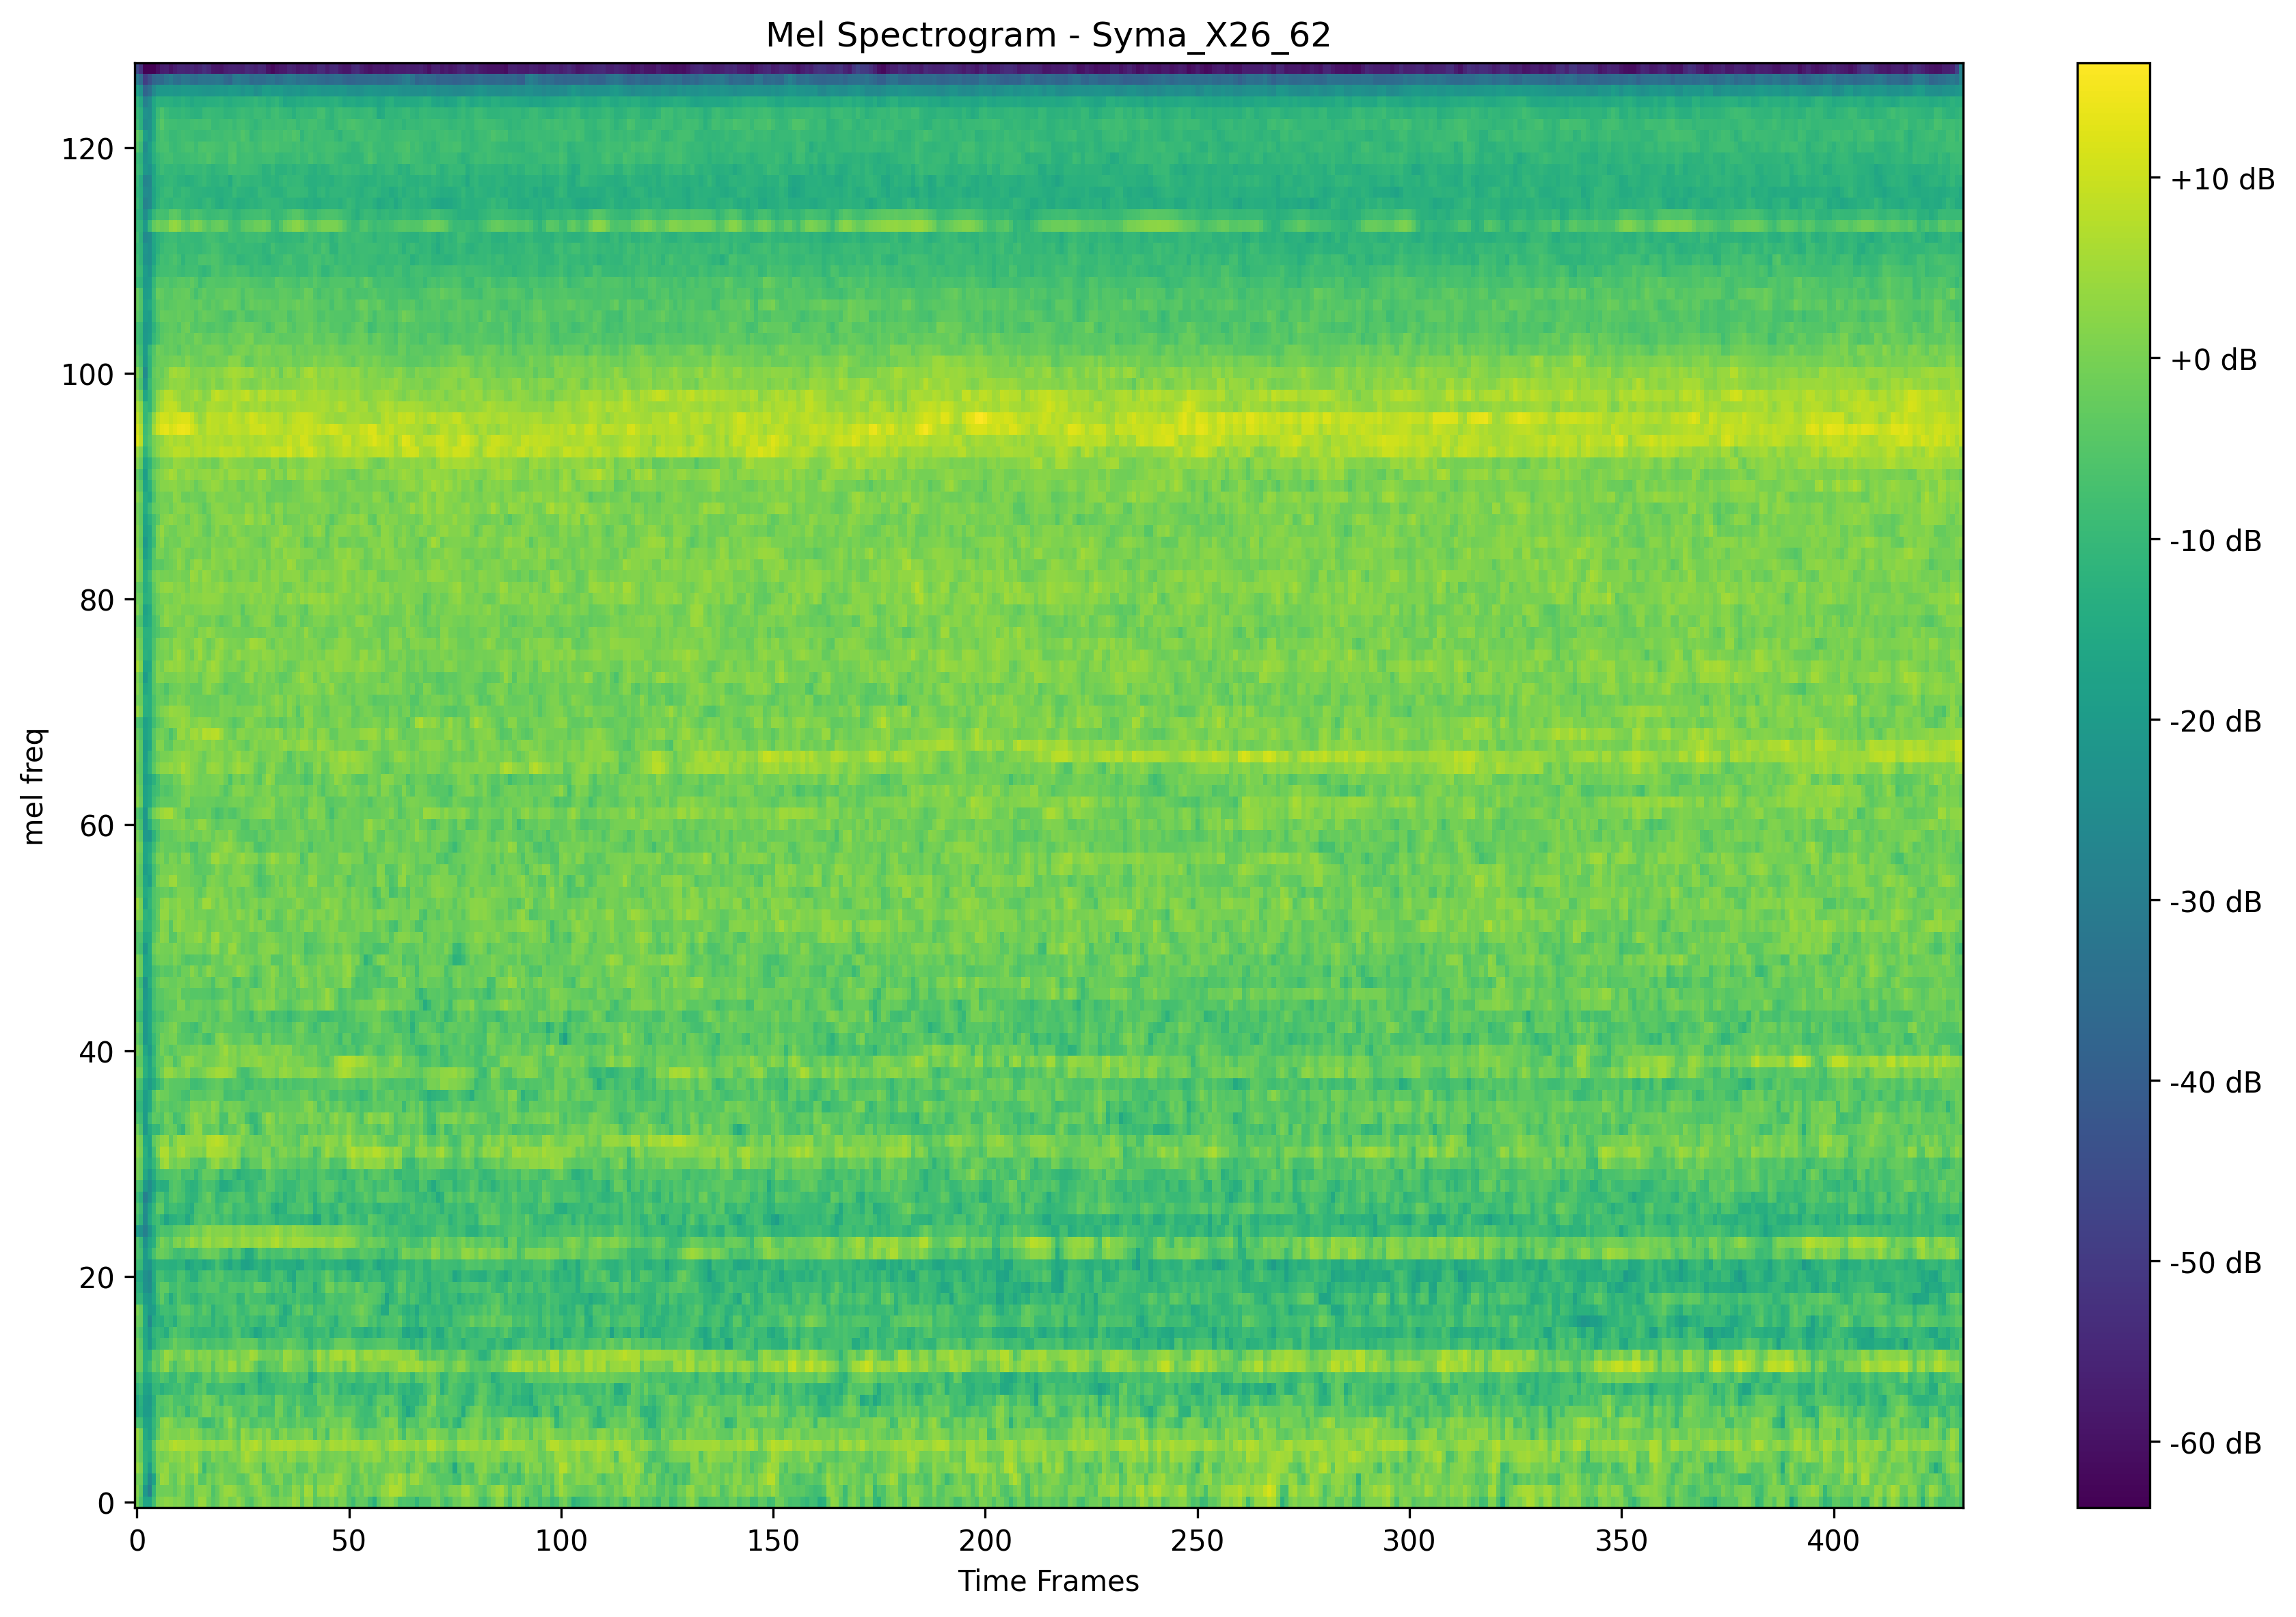 Mel Spectrogram - Syma_X26_62
mel freq
120
100
80
60
40
20
0
0 50 100 150 200 250 300 350 400
Time Frames
+10 dB
+0 dB
-10 dB
-20 dB
-30 dB
-40 dB
-50 dB
-60 dB